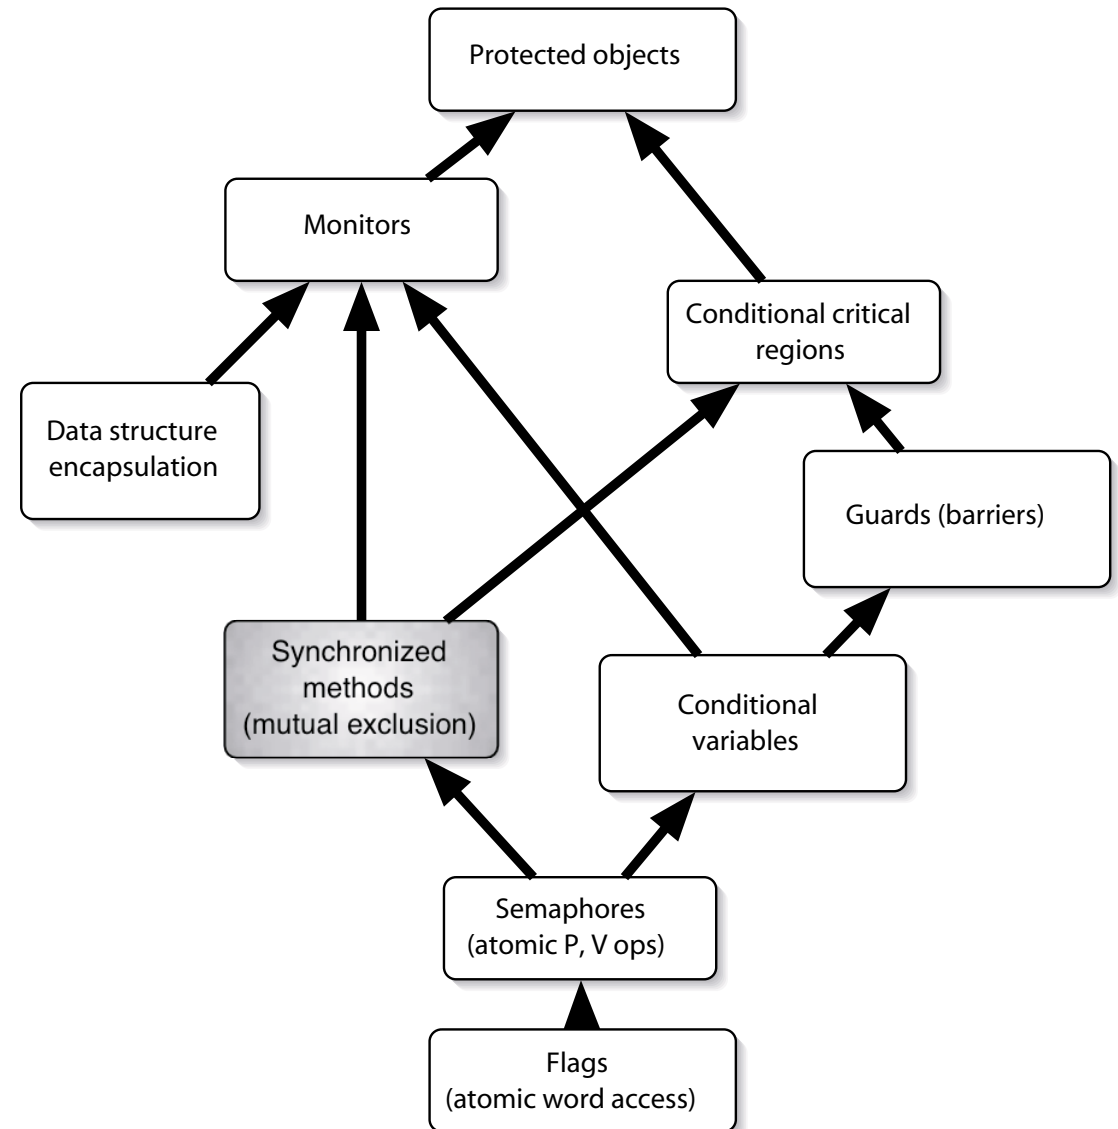 Protected objects
Monitors
Conditional critical
regions
Data structure
encapsulation
Guards (barriers)
Synchronized
methods
(mutual exclusion)
Conditional
variables
Semaphores
(atomic P, V ops)
Flags
(atomic word access)